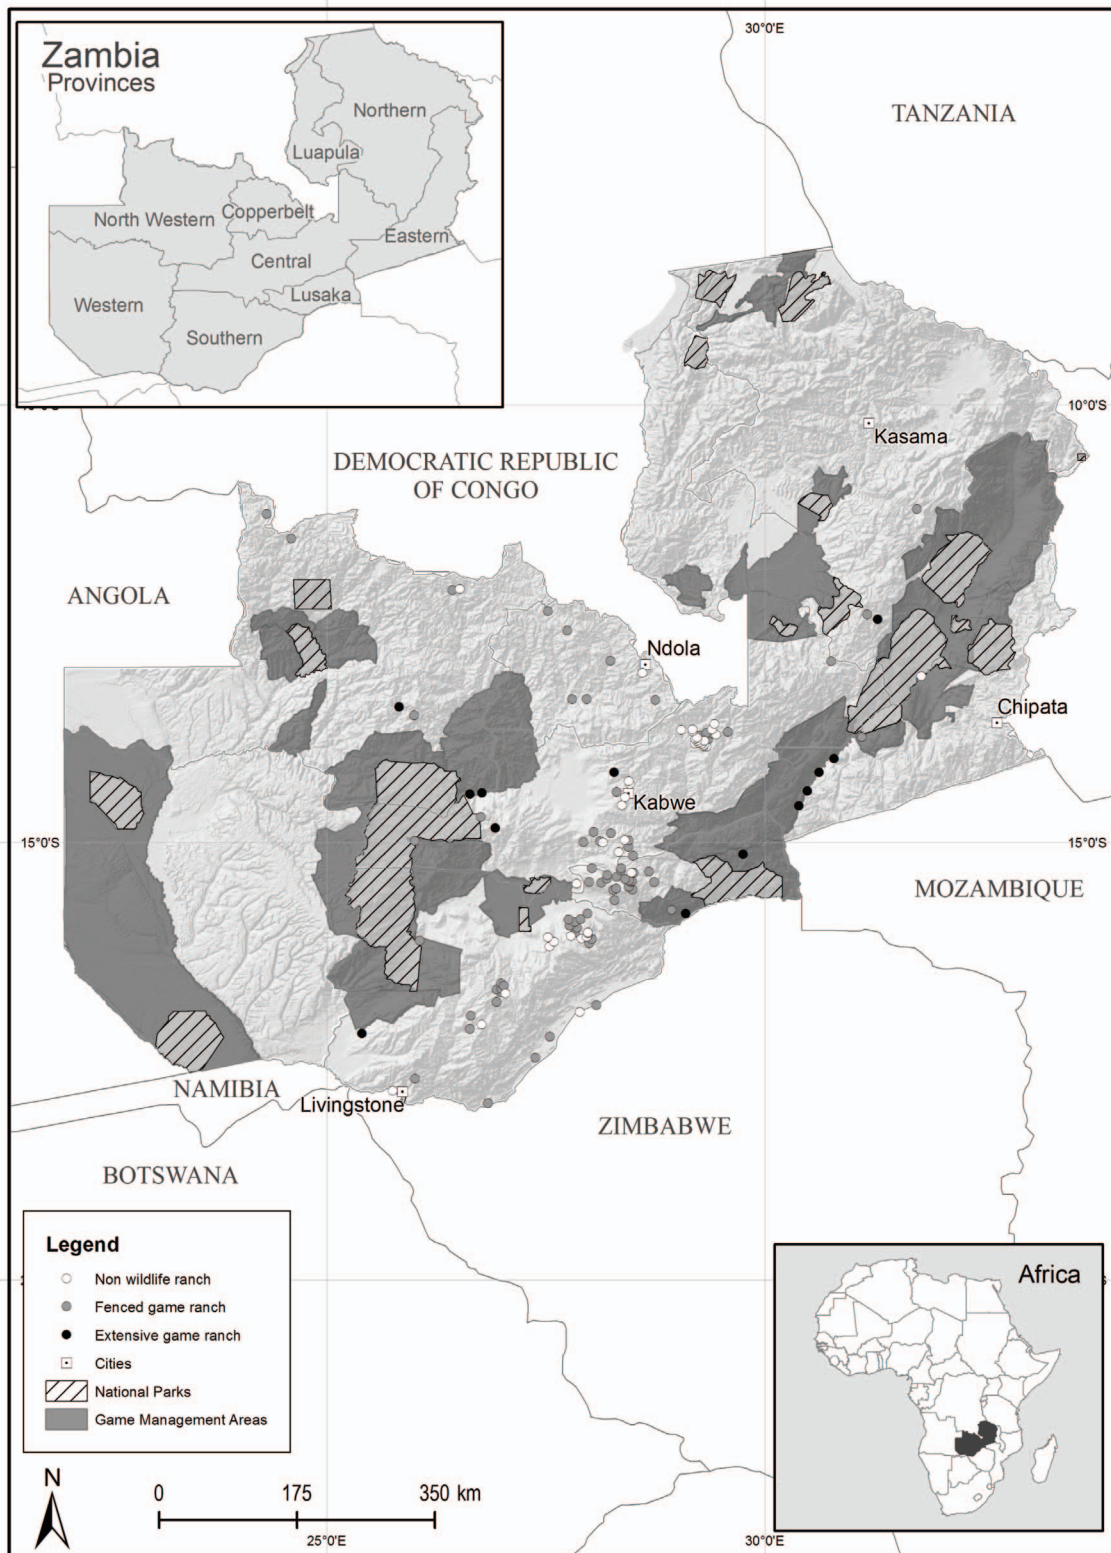 Zambia
Provinces
Northern
Luapula
North Western
Copperbelt
Eastern
Central
Western
Lusaka
Southern
30°0'E
TANZANIA
10°0'S
Kasama
DEMOCRATIC REPUBLIC
OF CONGO
ANGOLA
Ndola
Chipata
Kabwe
15°0'S
15°0'S
MOZAMBIQUE
NAMIBIA
Livingstone
ZIMBABWE
BOTSWANA
Legend
Non wildlife ranch
Fenced game ranch
Extensive game ranch
Cities
National Parks
Game Management Areas
Africa
N
0 175 350 km
25°0'E
30°0'E